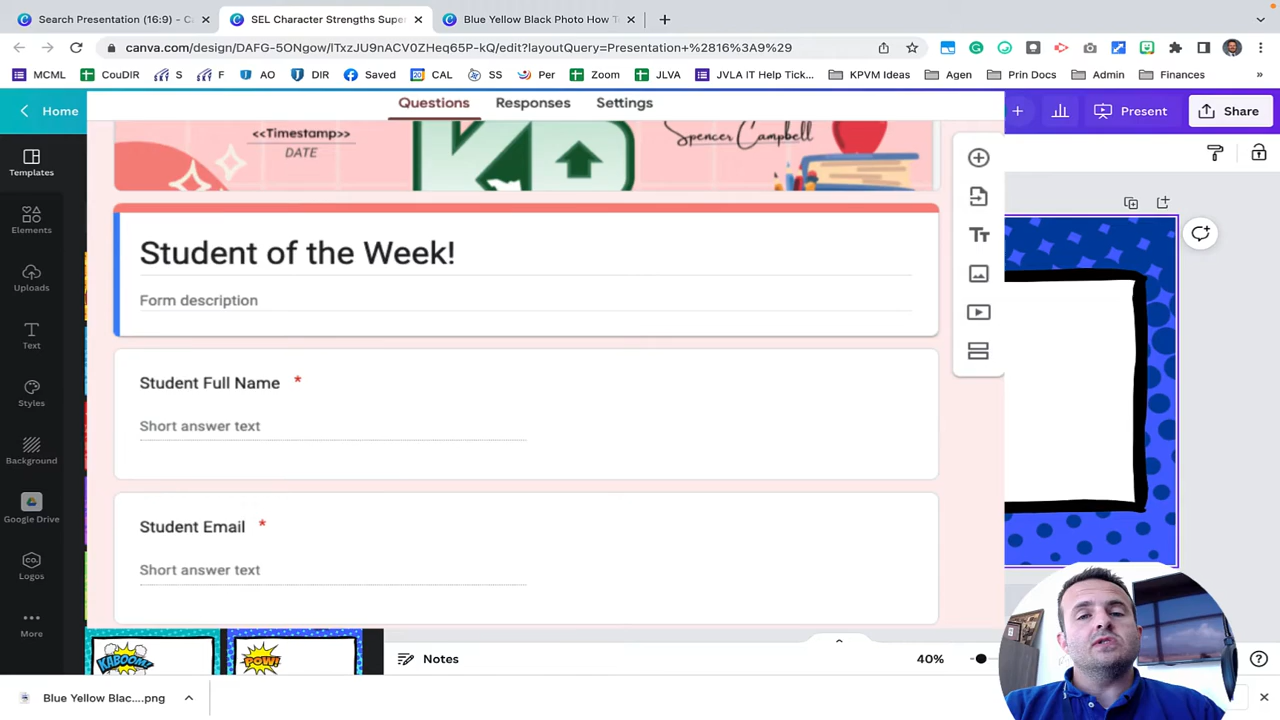 Search Presentation (16:9) - C
SEL Character Strengths Supe
Blue Yellow Black Photo How T
canva.com/design/DAFG-5ONgow/lTxzJU9nACV0ZHeq65P-kQ/edit?layoutQuery=Presentation+%2816%3A9%29
MCML CouDIR S F AO DIR Saved CAL SS Per Zoom JLVA JVLA IT Help Tick... KPVM Ideas Agen Prin Docs Admin Finances »
Home
Questions Responses Settings
Present Share
Templates
Elements
Uploads
Text
Styles
Background
Google Drive
Logos
More
<<Timestamp>>
DATE
Spencer Campbell
Student of the Week!
Form description
Student Full Name *
Short answer text
Student Email *
Short answer text
KABOOM!
POW!
Notes
40%
Blue Yellow Blac....png